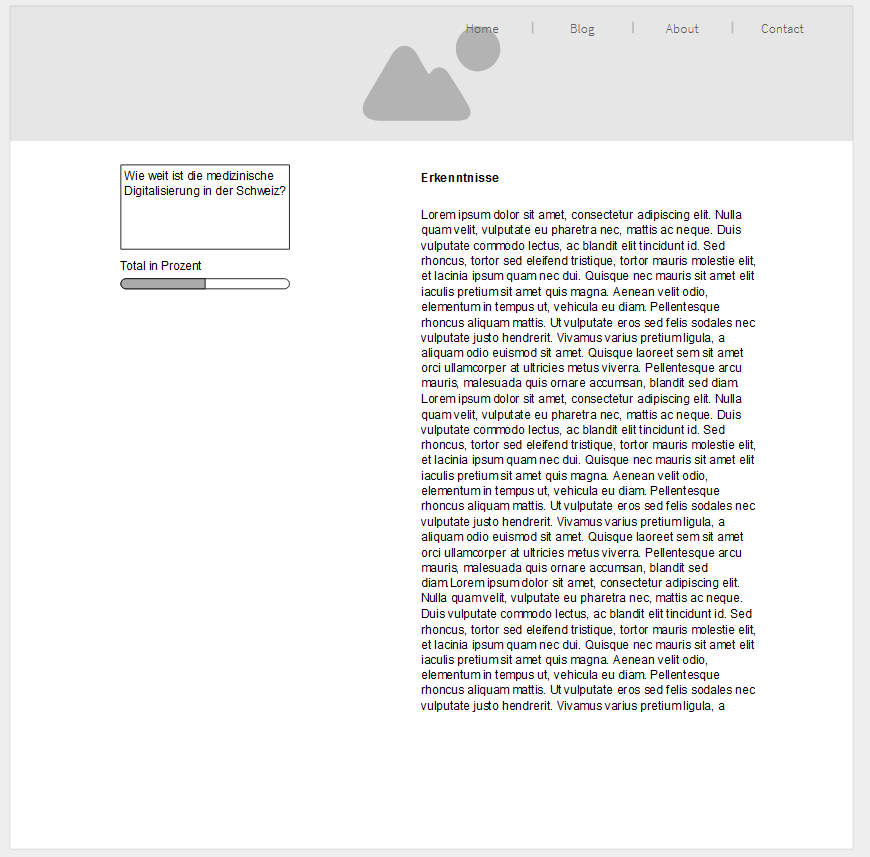 Home | Blog | About | Contact
Wie weit ist die medizinische
Digitalisierung in der Schweiz?
Total in Prozent
Erkenntnisse
Lorem ipsum dolor sit amet, consectetur adipiscing elit. Nulla
quam velit, vulputate eu pharetra nec, mattis ac neque. Duis
vulputate commodo lectus, ac blandit elit tincidunt id. Sed
rhoncus, tortor sed eleifend tristique, tortor mauris molestie elit,
et lacinia ipsum quam nec dui. Quisque nec mauris sit amet elit
iaculis pretium sit amet quis magna. Aenean velit odio,
elementum in tempus ut, vehicula eu diam. Pellentesque
rhoncus aliquam mattis. Ut vulputate eros sed felis sodales nec
vulputate justo hendrerit. Vivamus varius pretium ligula, a
aliquam odio euismod sit amet. Quisque laoreet sem sit amet
orci ullamcorper at ultricies metus viverra. Pellentesque arcu
mauris, malesuada quis ornare accumsan, blandit sed diam.
Lorem ipsum dolor sit amet, consectetur adipiscing elit. Nulla
quam velit, vulputate eu pharetra nec, mattis ac neque. Duis
vulputate commodo lectus, ac blandit elit tincidunt id. Sed
rhoncus, tortor sed eleifend tristique, tortor mauris molestie elit,
et lacinia ipsum quam nec dui. Quisque nec mauris sit amet elit
iaculis pretium sit amet quis magna. Aenean velit odio,
elementum in tempus ut, vehicula eu diam. Pellentesque
rhoncus aliquam mattis. Ut vulputate eros sed felis sodales nec
vulputate justo hendrerit. Vivamus varius pretium ligula, a
aliquam odio euismod sit amet. Quisque laoreet sem sit amet
orci ullamcorper at ultricies metus viverra. Pellentesque arcu
mauris, malesuada quis ornare accumsan, blandit sed
diam.Lorem ipsum dolor sit amet, consectetur adipiscing elit.
Nulla quam velit, vulputate eu pharetra nec, mattis ac neque.
Duis vulputate commodo lectus, ac blandit elit tincidunt id. Sed
rhoncus, tortor sed eleifend tristique, tortor mauris molestie elit,
et lacinia ipsum quam nec dui. Quisque nec mauris sit amet elit
iaculis pretium sit amet quis magna. Aenean velit odio,
elementum in tempus ut, vehicula eu diam. Pellentesque
rhoncus aliquam mattis. Ut vulputate eros sed felis sodales nec
vulputate justo hendrerit. Vivamus varius pretium ligula, a